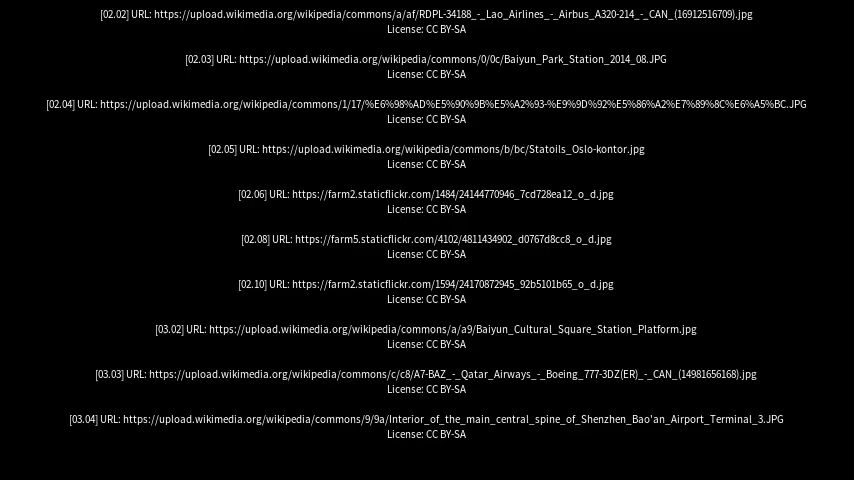 [02.02] URL: https://upload.wikimedia.org/wikipedia/commons/a/af/RDPL-34188_-_Lao_Airlines_-_Airbus_A320-214_-_CAN_(16912516709).jpg
License: CC BY-SA
[02.03] URL: https://upload.wikimedia.org/wikipedia/commons/0/0c/Baiyun_Park_Station_2014_08.JPG
License: CC BY-SA
[02.04] URL: https://upload.wikimedia.org/wikipedia/commons/1/17/%E6%98%AD%E5%90%9B%E5%A2%93-%E9%9D%92%E5%86%A2%E7%89%8C%E6%A5%BC.JPG
License: CC BY-SA
[02.05] URL: https://upload.wikimedia.org/wikipedia/commons/b/bc/Statoils_Oslo-kontor.jpg
License: CC BY-SA
[02.06] URL: https://farm2.staticflickr.com/1484/24144770946_7cd728ea12_o_d.jpg
License: CC BY-SA
[02.08] URL: https://farm5.staticflickr.com/4102/4811434902_d0767d8cc8_o_d.jpg
License: CC BY-SA
[02.10] URL: https://farm2.staticflickr.com/1594/24170872945_92b5101b65_o_d.jpg
License: CC BY-SA
[03.02] URL: https://upload.wikimedia.org/wikipedia/commons/a/a9/Baiyun_Cultural_Square_Station_Platform.jpg
License: CC BY-SA
[03.03] URL: https://upload.wikimedia.org/wikipedia/commons/c/c8/A7-BAZ_-_Qatar_Airways_-_Boeing_777-3DZ(ER)_-_CAN_(14981656168).jpg
License: CC BY-SA
[03.04] URL: https://upload.wikimedia.org/wikipedia/commons/9/9a/Interior_of_the_main_central_spine_of_Shenzhen_Bao'an_Airport_Terminal_3.JPG
License: CC BY-SA